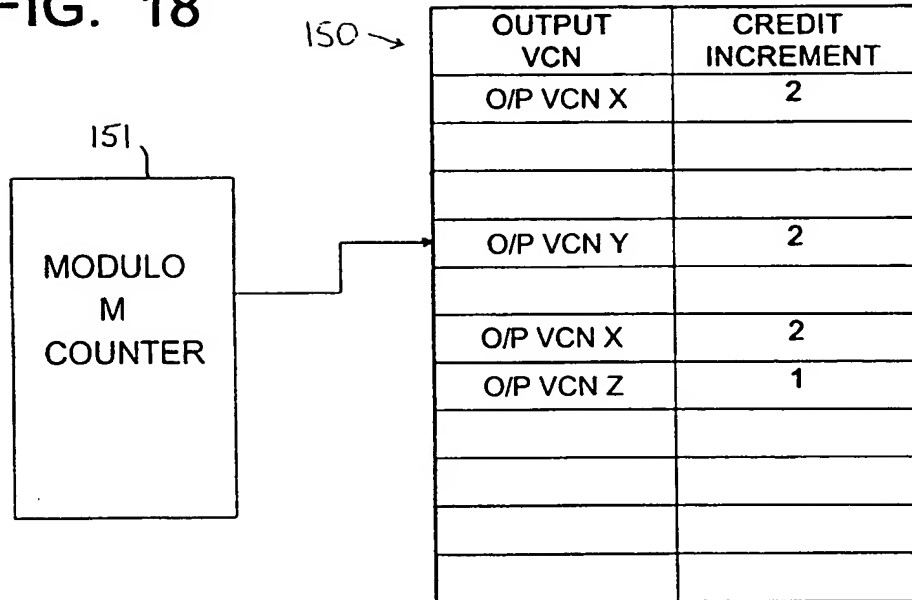 FIG. 18
150
OUTPUT VCN
CREDIT INCREMENT
O/P VCN X 2
151
O/P VCN Y 2
MODULO
M
COUNTER
O/P VCN X 2
O/P VCN Z 1